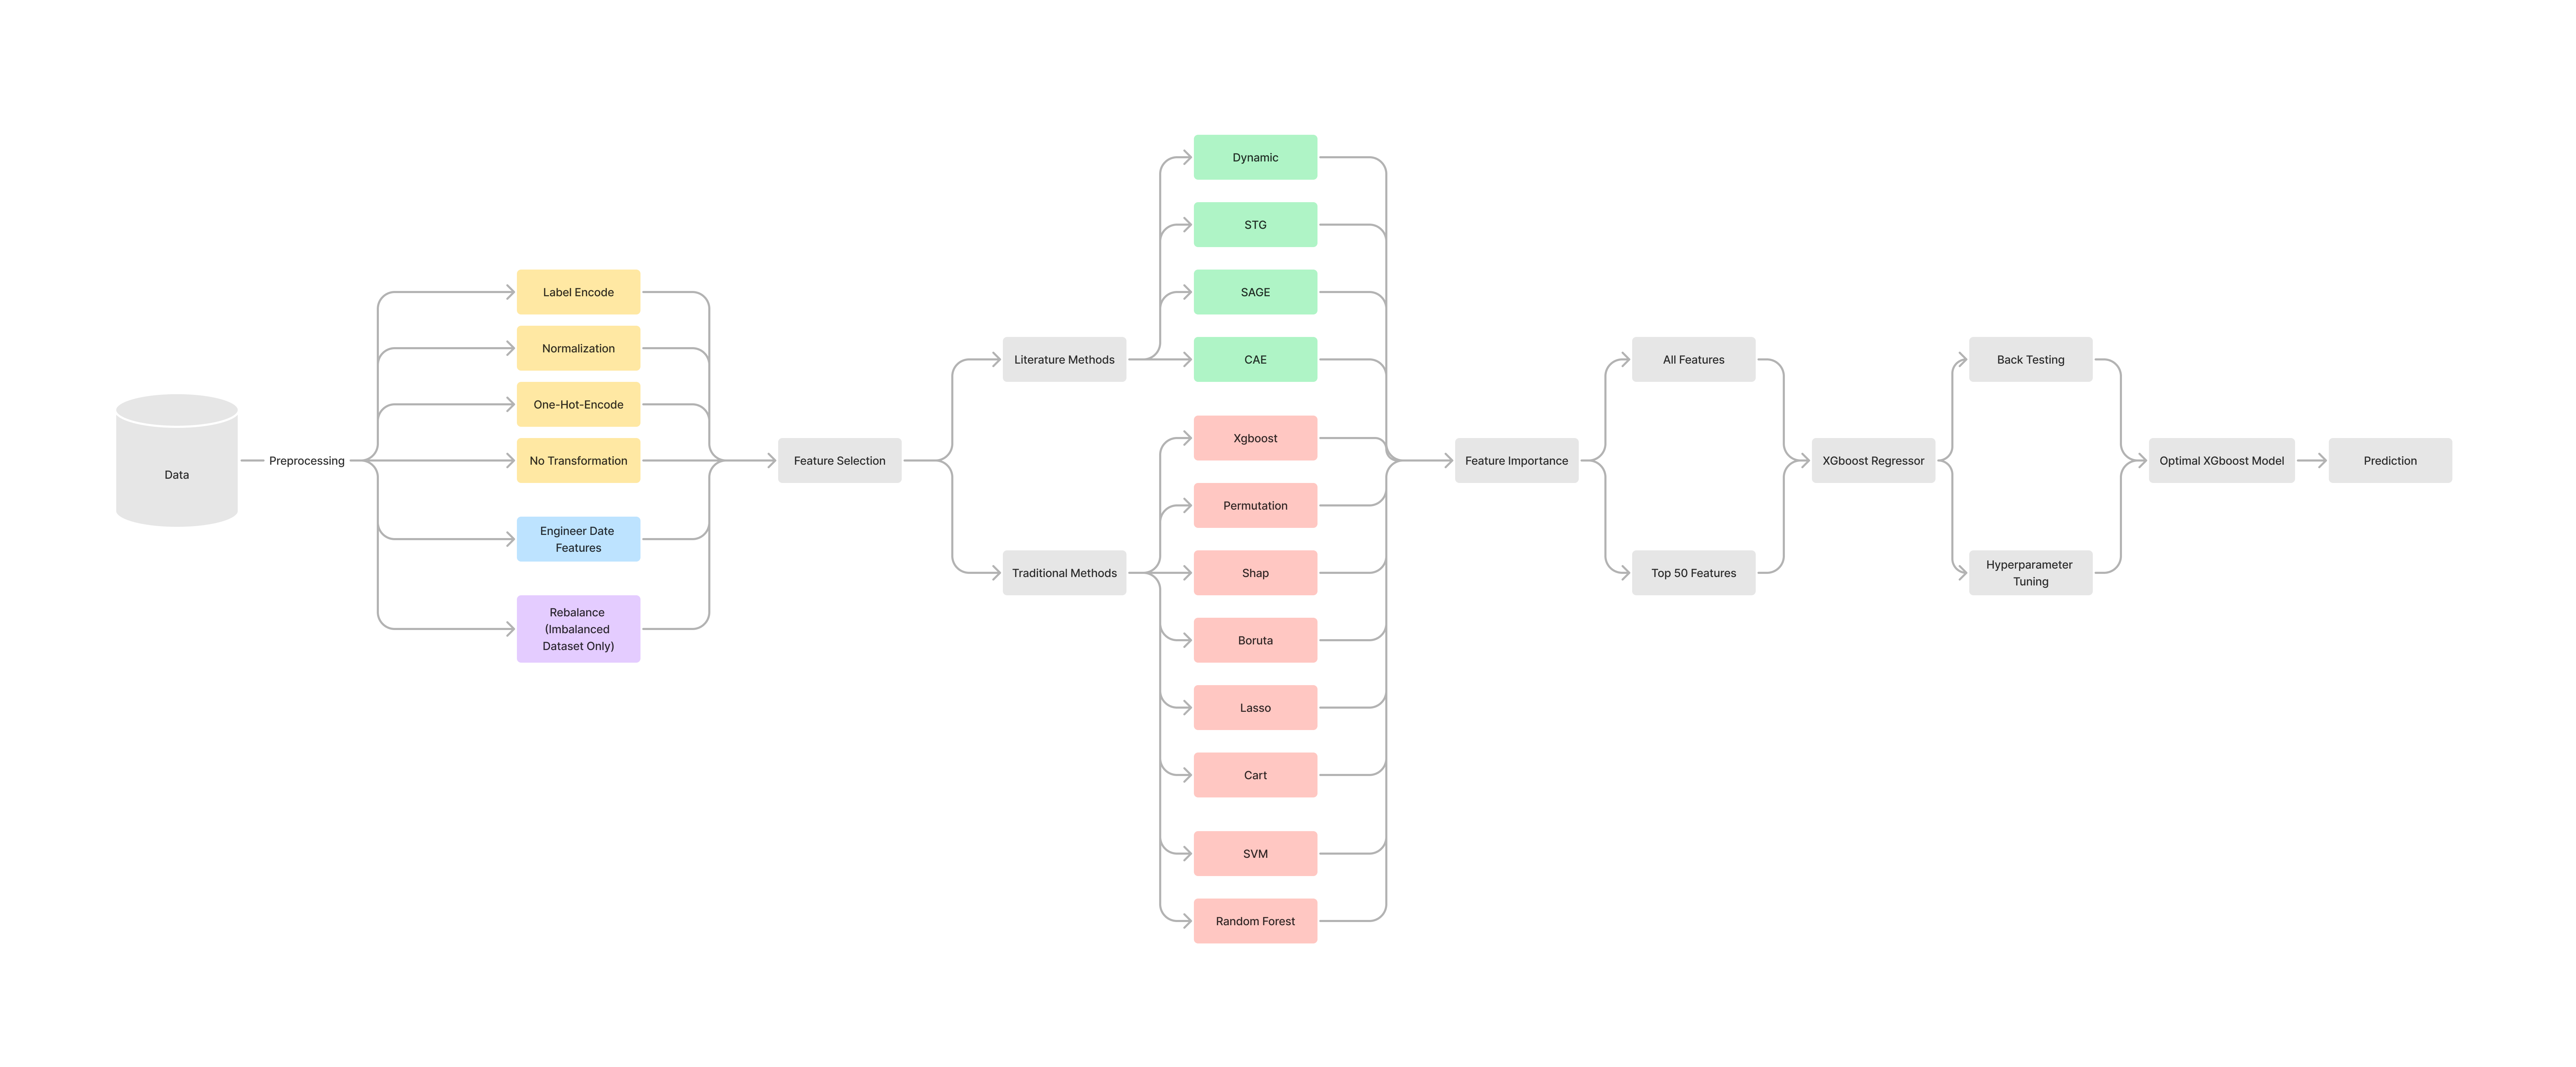 Data
Preprocessing
Label Encode
Normalization
One-Hot-Encode
No Transformation
Engineer Date
Features
Rebalance
(Imbalanced
Dataset Only)
Feature Selection
Literature Methods
Traditional Methods
Dynamic
STG
SAGE
CAE
Xgboost
Permutation
Shap
Boruta
Lasso
Cart
SVM
Random Forest
Feature Importance
All Features
Top 50 Features
XGboost Regressor
Back Testing
Hyperparameter
Tuning
Optimal XGboost Model
Prediction